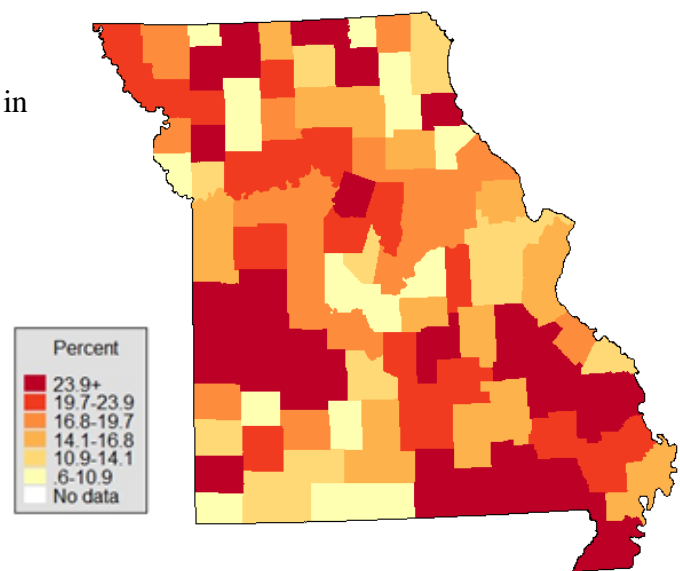 in
Percent
23.9+
19.7-23.9
16.8-19.7
14.1-16.8
10.9-14.1
.6-10.9
No data